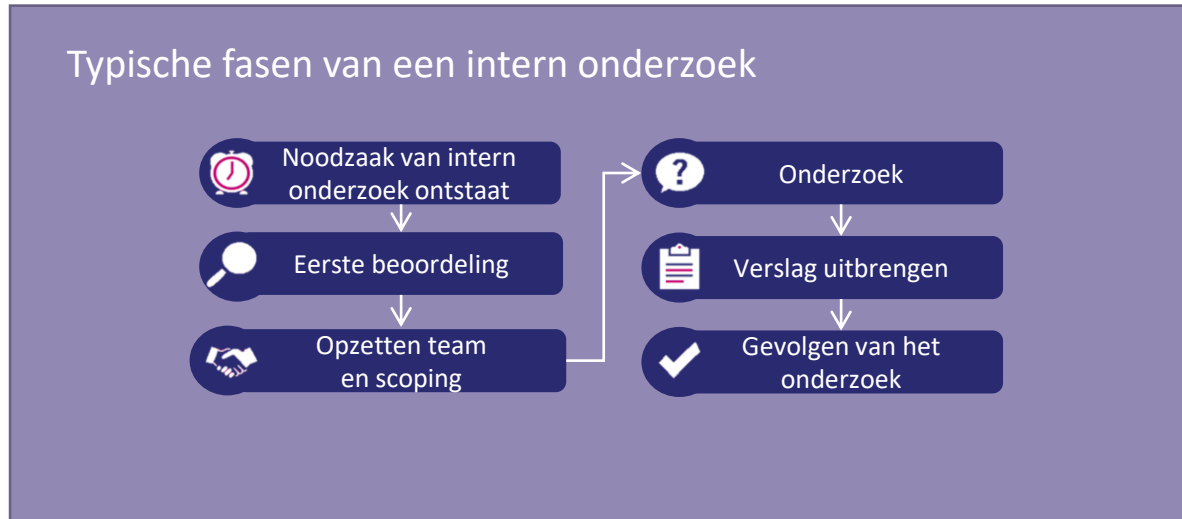 Typische fasen van een intern onderzoek
Noodzaak van intern
onderzoek ontstaat
Eerste beoordeling
Opzetten team
en scoping
?
Onderzoek
Verslag uitbrengen
Gevolgen van het
onderzoek